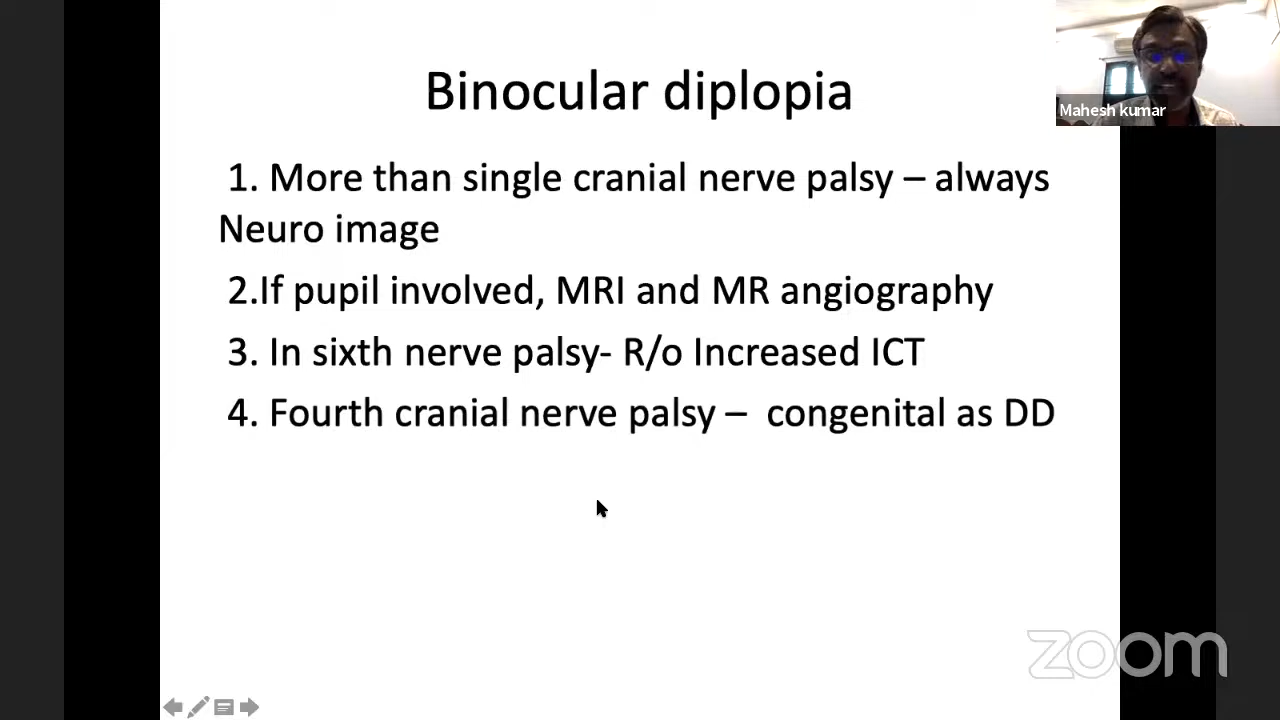 Binocular diplopia
Mahesh kumar
1. More than single cranial nerve palsy – always
Neuro image
2.If pupil involved, MRI and MR angiography
3. In sixth nerve palsy- R/o Increased ICT
4. Fourth cranial nerve palsy –  congenital as DD
zoom